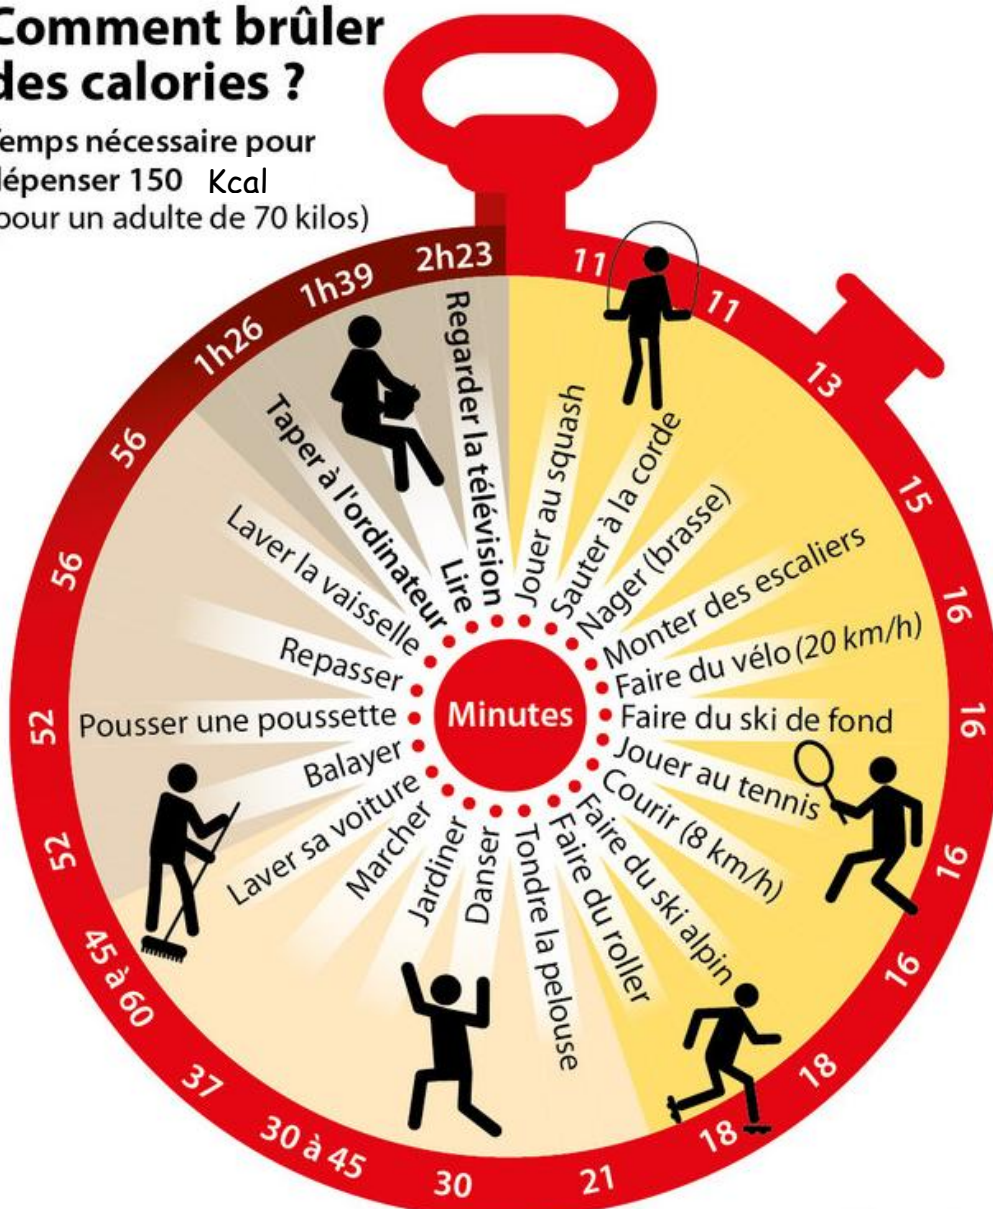 Comment brûler
des calories ?
Temps nécessaire pour
dépenser 150 Kcal
(pour un adulte de 70 kilos)
11
Jouer au squash
11
Sauter à la corde
13
Nager (brasse)
15
Monter des escaliers
16
Faire du vélo (20 km/h)
16
Faire du ski de fond
16
Jouer au tennis
16
Courir (8 km/h)
18
Faire du ski alpin
18
Faire du roller
21
Tondre la pelouse
30
Danser
30 à 45
Jardiner
37
Marcher
45 à 60
Laver sa voiture
52
Balayer
52
Pousser une poussette
56
Repasser
56
Laver la vaisselle
1h26
Taper à l'ordinateur
1h39
Lire
2h23
Regarder la télévision
Minutes